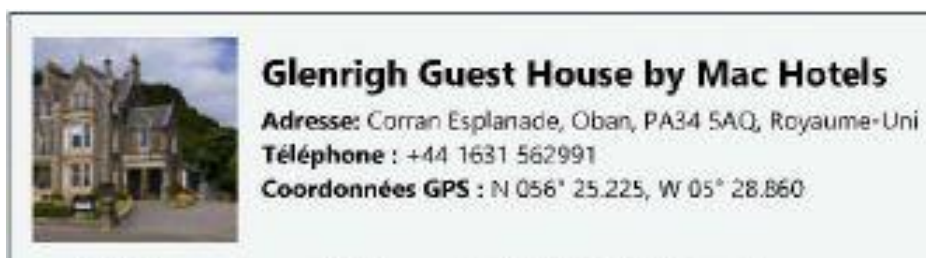 Glenrigh Guest House by Mac Hotels
Adresse: Corran Esplanade, Oban, PA34 5AQ, Royaume-Uni
Téléphone : +44 1631 562991
Coordonnées GPS : N 056° 25.225, W 05° 28.860